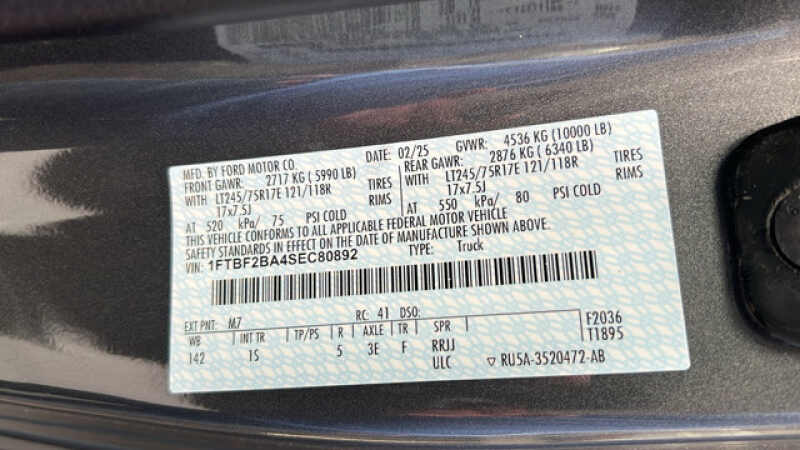 MFD. BY FORD MOTOR CO.
DATE: 02/25 GVWR: 4536 KG (10000 LB)
FRONT GAWR: 2717 KG ( 5990 LB) REAR GAWR: 2876 KG ( 6340 LB)
WITH LT245/75R17E 121/118R TIRES WITH LT245/75R17E 121/118R TIRES
17x7.5J RIMS 17x7.5J RIMS
AT 520 kPa/ 75 PSI COLD AT 550 kPa/ 80 PSI COLD
THIS VEHICLE CONFORMS TO ALL APPLICABLE FEDERAL MOTOR VEHICLE
SAFETY STANDARDS IN EFFECT ON THE DATE OF MANUFACTURE SHOWN ABOVE.
VIN: 1FTBF2BA4SEC80892 TYPE: Truck
EXT PNT: M7 RC: 41 DSO: F2036
WB INT TR TP/PS R AXLE TR SPR T1895
142 1S 5 3E F RRJJ
ULC ▽ RU5A-3520472-AB